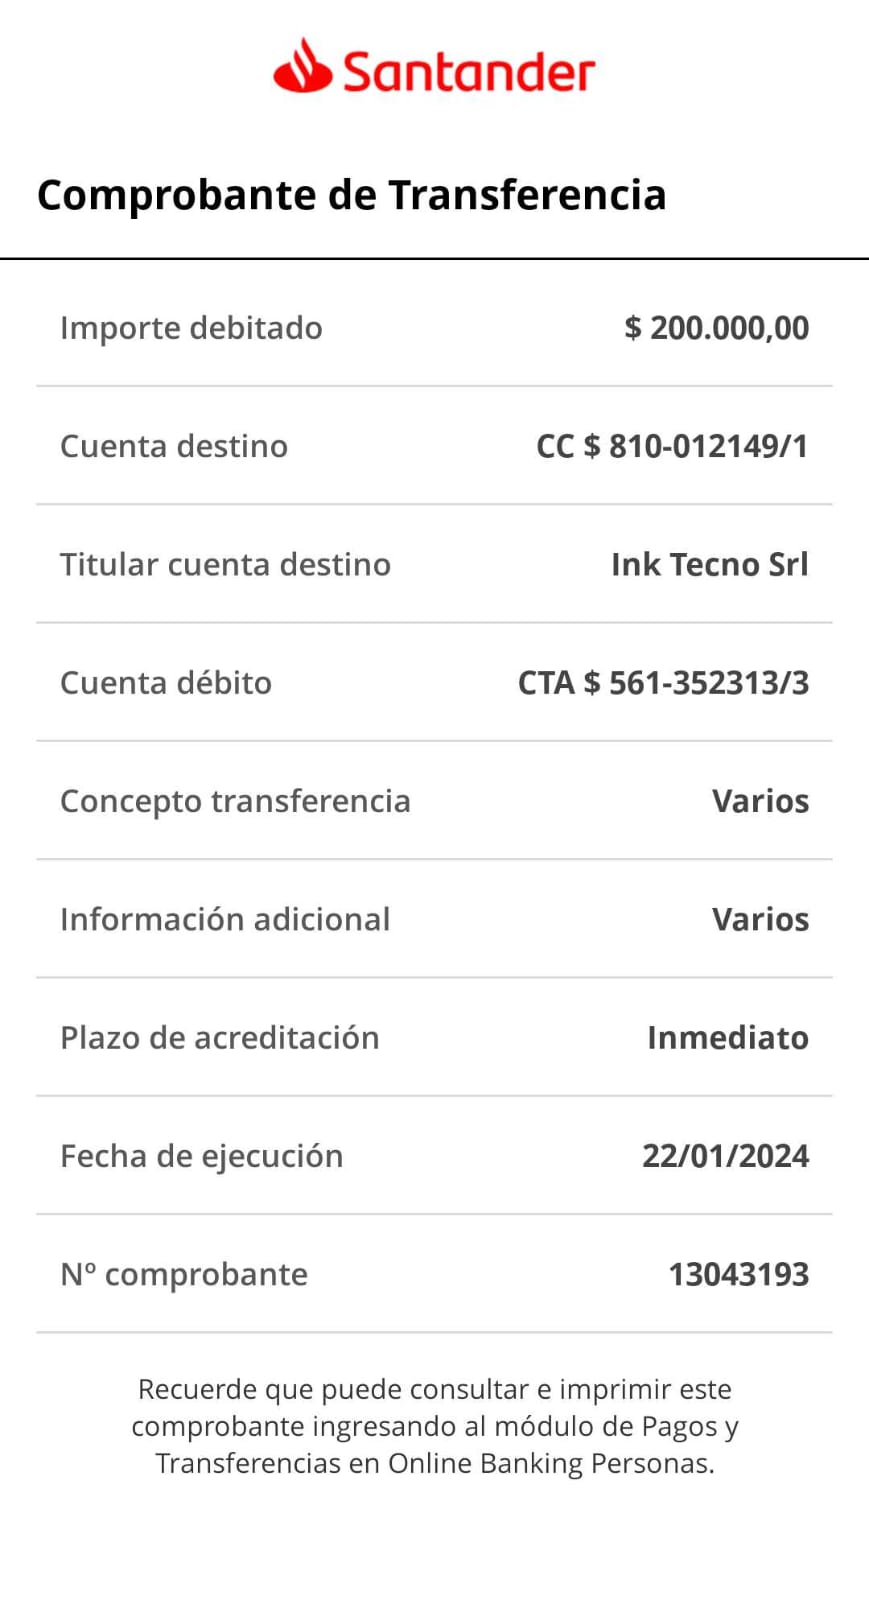 Santander
Comprobante de Transferencia
Importe debitado $ 200.000,00
Cuenta destino CC $ 810-012149/1
Titular cuenta destino Ink Tecno Srl
Cuenta débito CTA $ 561-352313/3
Concepto transferencia Varios
Información adicional Varios
Plazo de acreditación Inmediato
Fecha de ejecución 22/01/2024
Nº comprobante 13043193
Recuerde que puede consultar e imprimir este
comprobante ingresando al módulo de Pagos y
Transferencias en Online Banking Personas.